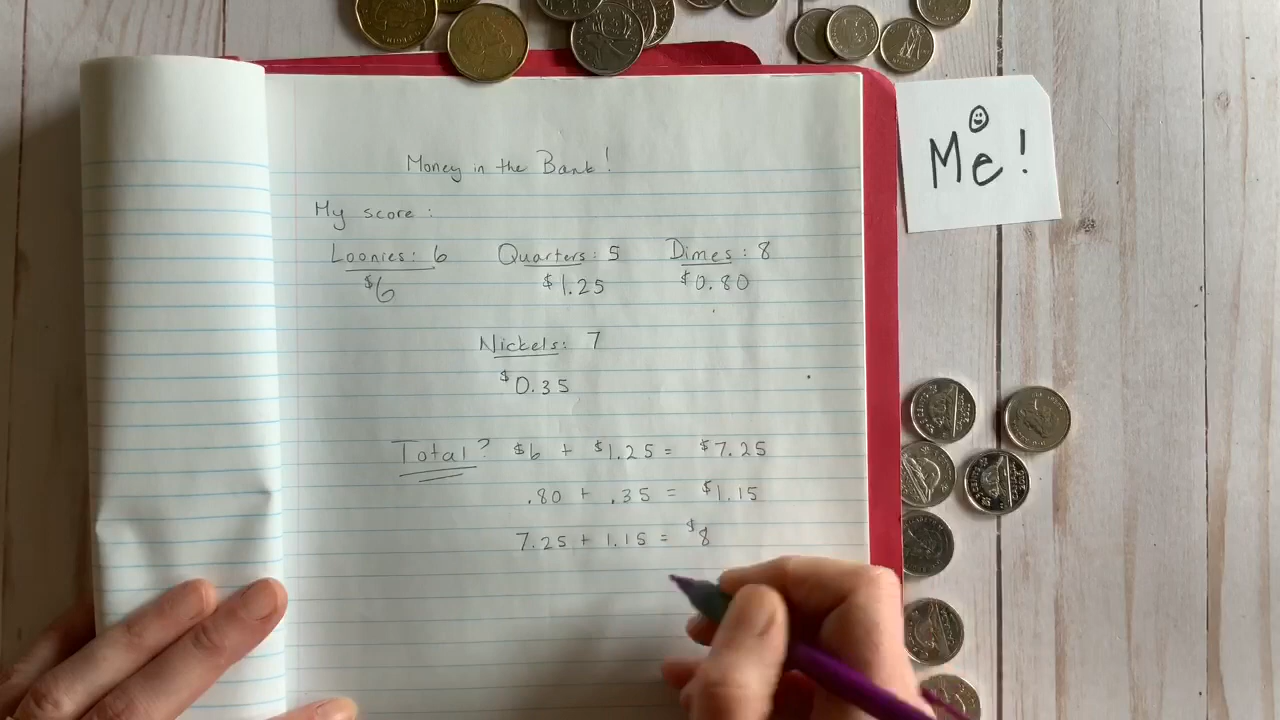 Money in the Bank!
Me!
My score:
Loonies: 6 Quarters: 5 Dimes: 8
$6 $1.25 $0.80
Nickels: 7
$0.35
Total? $6 + $1.25 = $7.25
.80 + .35 = $1.15
7.25 + 1.15 = $8